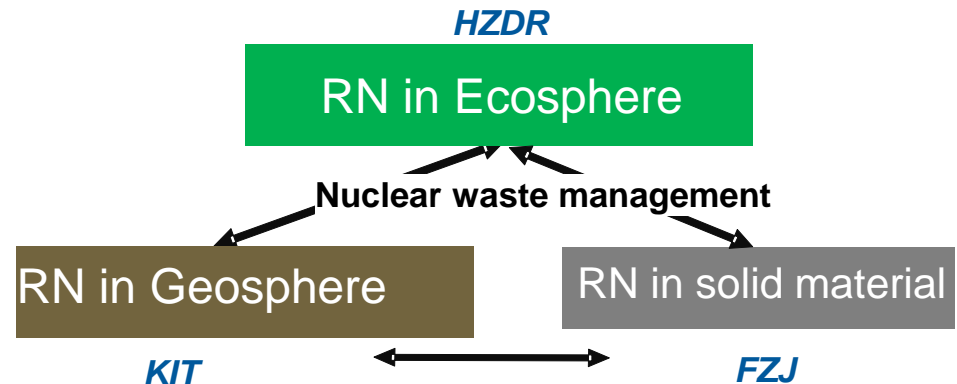 HZDR
RN in Ecosphere
Nuclear waste management
RN in Geosphere
RN in solid material
KIT
FZJ